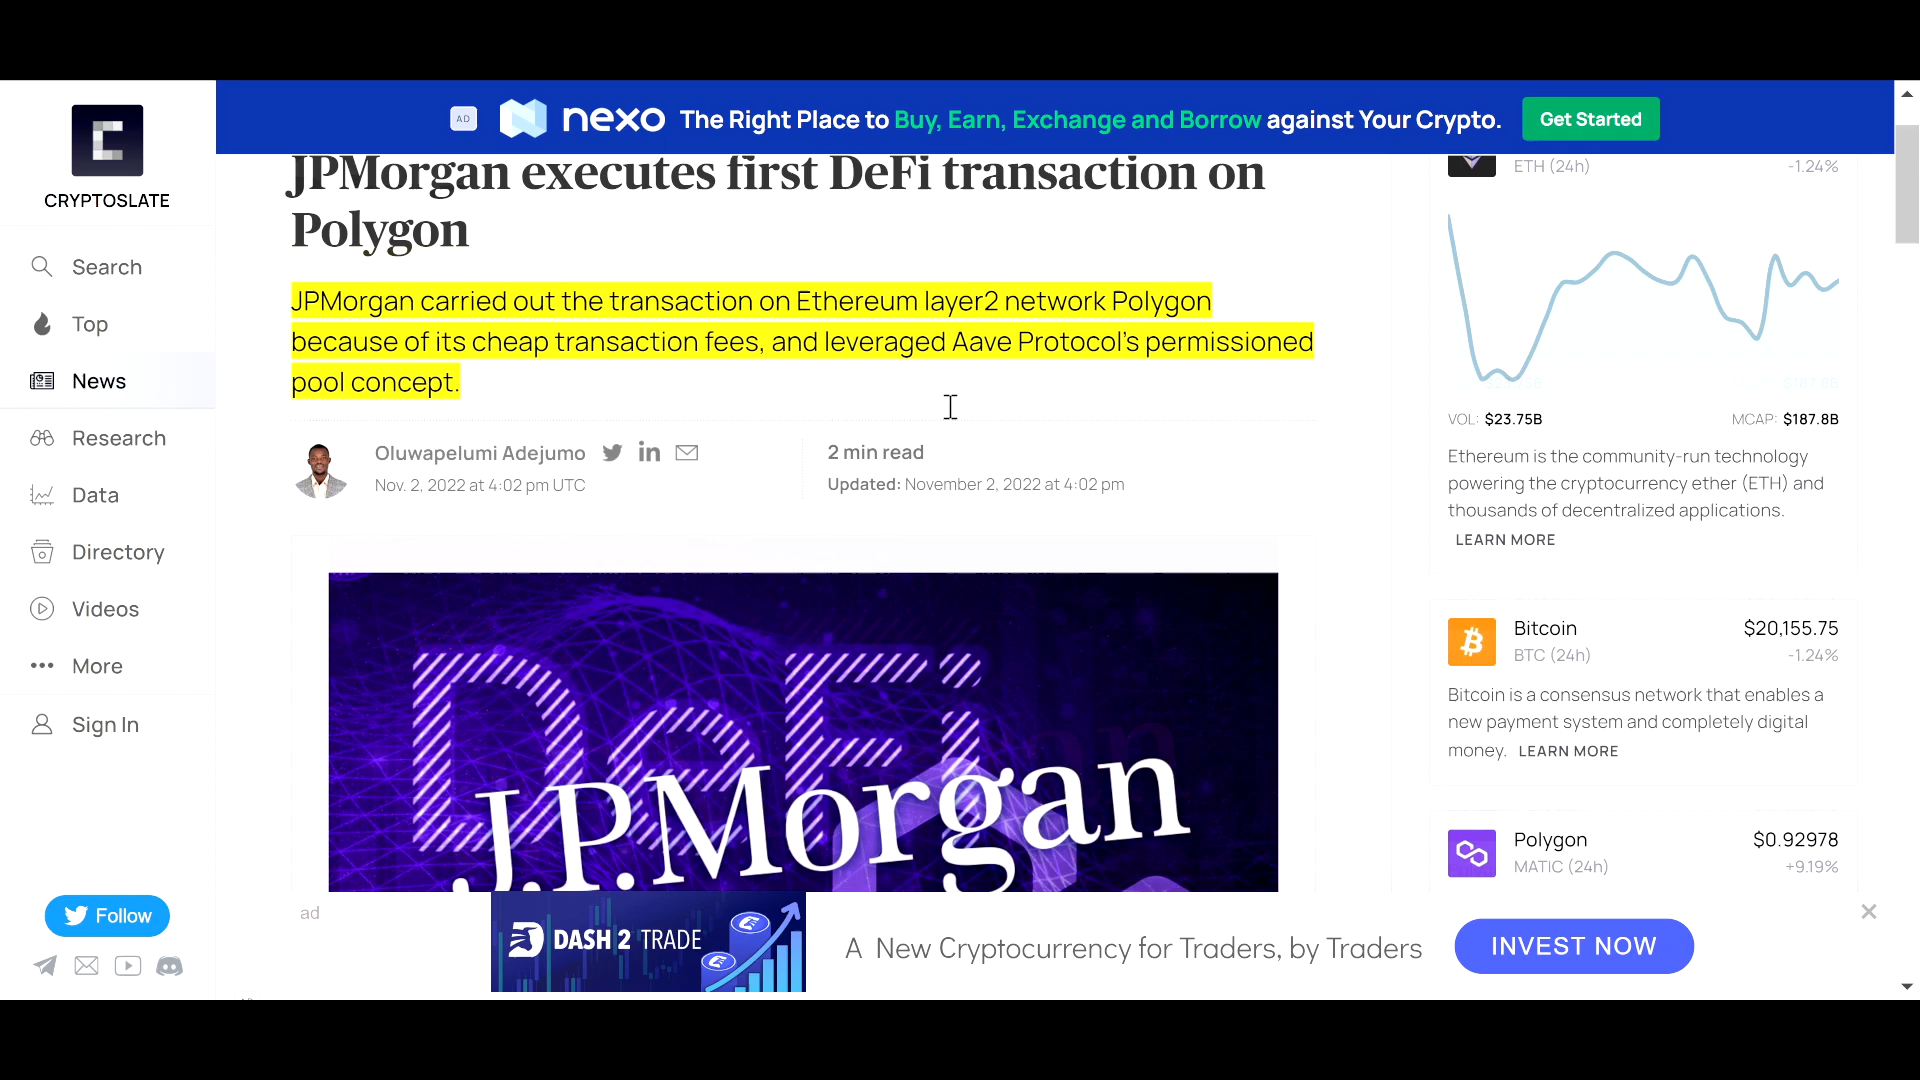 AD
nexo
The Right Place to Buy, Earn, Exchange and Borrow against Your Crypto.
Get Started
CRYPTOSLATE
Search
Top
News
Research
Data
Directory
Videos
More
Sign In
Follow
JPMorgan executes first DeFi transaction on
Polygon
JPMorgan carried out the transaction on Ethereum layer2 network Polygon
because of its cheap transaction fees, and leveraged Aave Protocol's permissioned
pool concept.
Oluwapelumi Adejumo
Nov. 2, 2022 at 4:02 pm UTC
2 min read
Updated: November 2, 2022 at 4:02 pm
DeFi
J.P.Morgan
ETH (24h)
-1.24%
VOL: $23.75B
MCAP: $187.8B
Ethereum is the community-run technology
powering the cryptocurrency ether (ETH) and
thousands of decentralized applications.
LEARN MORE
Bitcoin
$20,155.75
BTC (24h)
-1.24%
Bitcoin is a consensus network that enables a
new payment system and completely digital
money. LEARN MORE
Polygon
$0.92978
MATIC (24h)
+9.19%
ad
DASH 2 TRADE
A New Cryptocurrency for Traders, by Traders
INVEST NOW